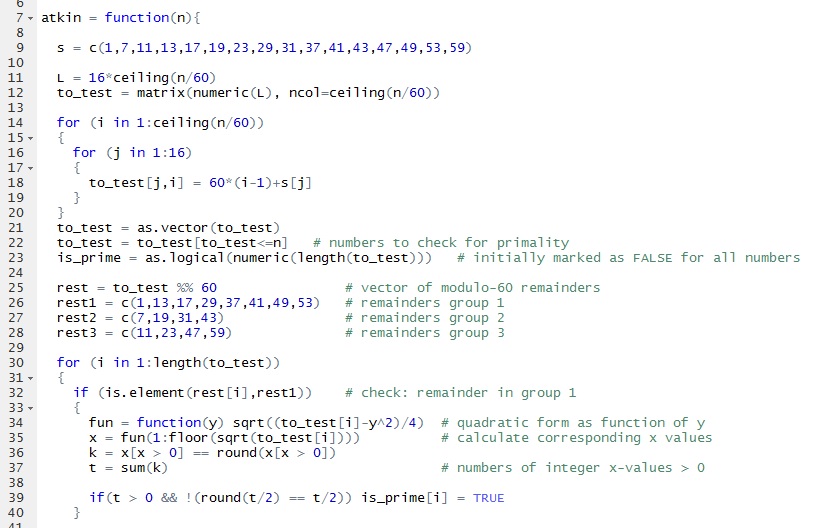 6
7 atkin = function(n){
8
9 s = c(1,7,11,13,17,19,23,29,31,37,41,43,47,49,53,59)
10
11 L = 16*ceiling(n/60)
12 to_test = matrix(numeric(L), ncol=ceiling(n/60))
13
14 for (i in 1:ceiling(n/60))
15 {
16 for (j in 1:16)
17 {
18 to_test[j,i] = 60*(i-1)+s[j]
19 }
20 }
21 to_test = as.vector(to_test)
22 to_test = to_test[to_test<=n] # numbers to check for primality
23 is_prime = as.logical(numeric(length(to_test))) # initially marked as FALSE for all numbers
24
25 rest = to_test %% 60 # vector of modulo-60 remainders
26 rest1 = c(1,13,17,29,37,41,49,53) # remainders group 1
27 rest2 = c(7,19,31,43) # remainders group 2
28 rest3 = c(11,23,47,59) # remainders group 3
29
30 for (i in 1:length(to_test))
31 {
32 if (is.element(rest[i],rest1)) # check: remainder in group 1
33 {
34 fun = function(y) sqrt((to_test[i]-y^2)/4) # quadratic form as function of y
35 x = fun(1:floor(sqrt(to_test[i]))) # calculate corresponding x values
36 k = x[x > 0] == round(x[x > 0])
37 t = sum(k) # numbers of integer x-values > 0
38
39 if(t > 0 && !(round(t/2) == t/2)) is_prime[i] = TRUE
40 }
41